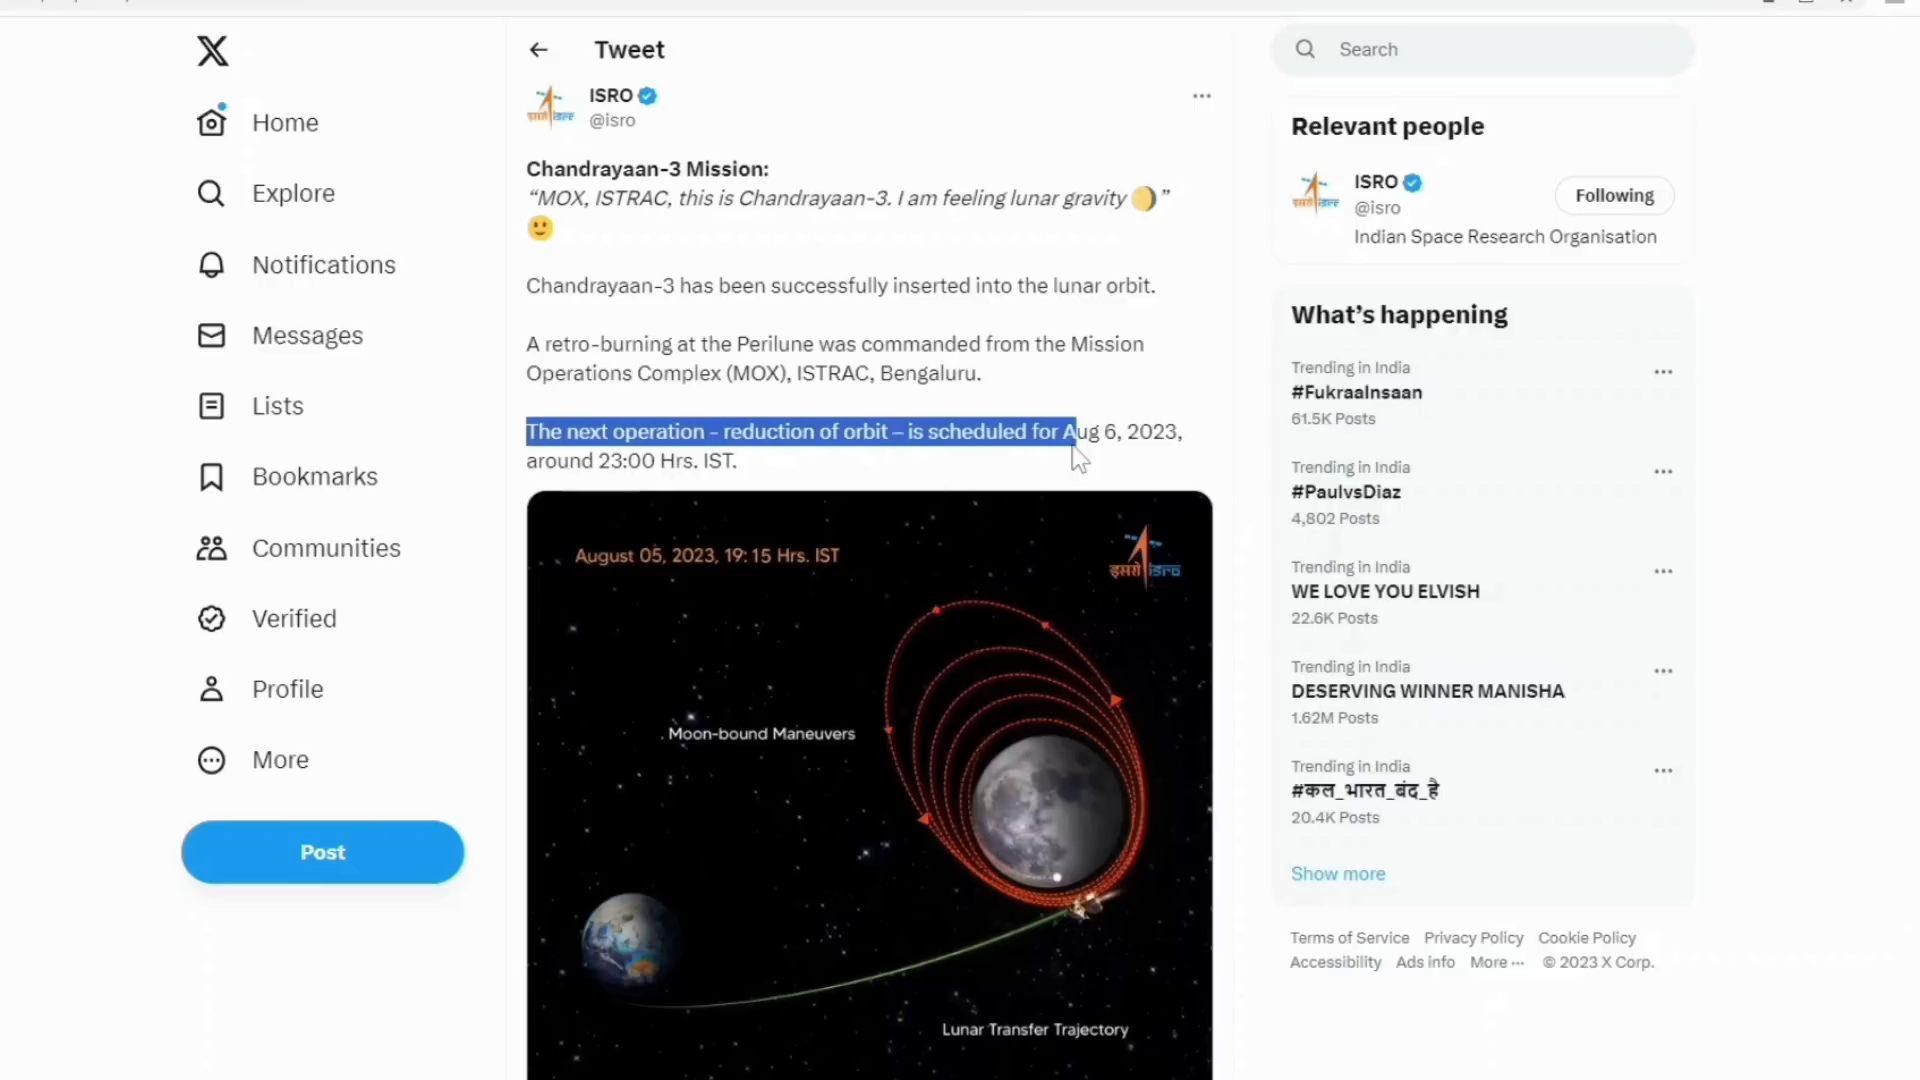 Home
Explore
Notifications
Messages
Lists
Bookmarks
Communities
Verified
Profile
More
Post
Tweet
ISRO
@isro
Chandrayaan-3 Mission:
“MOX, ISTRAC, this is Chandrayaan-3. I am feeling lunar gravity 🌖”
🙂
Chandrayaan-3 has been successfully inserted into the lunar orbit.
A retro-burning at the Perilune was commanded from the Mission
Operations Complex (MOX), ISTRAC, Bengaluru.
The next operation - reduction of orbit – is scheduled for Aug 6, 2023,
around 23:00 Hrs. IST.
August 05, 2023, 19:15 Hrs. IST
इसरो isro
Moon-bound Maneuvers
Lunar Transfer Trajectory
Search
Relevant people
ISRO
@isro
Following
Indian Space Research Organisation
What’s happening
Trending in India
#FukraaInsaan
61.5K Posts
Trending in India
#PaulvsDiaz
4,802 Posts
Trending in India
WE LOVE YOU ELVISH
22.6K Posts
Trending in India
DESERVING WINNER MANISHA
1.62M Posts
Trending in India
#कल_भारत_बंद_है
20.4K Posts
Show more
Terms of Service Privacy Policy Cookie Policy
Accessibility Ads info More ··· © 2023 X Corp.